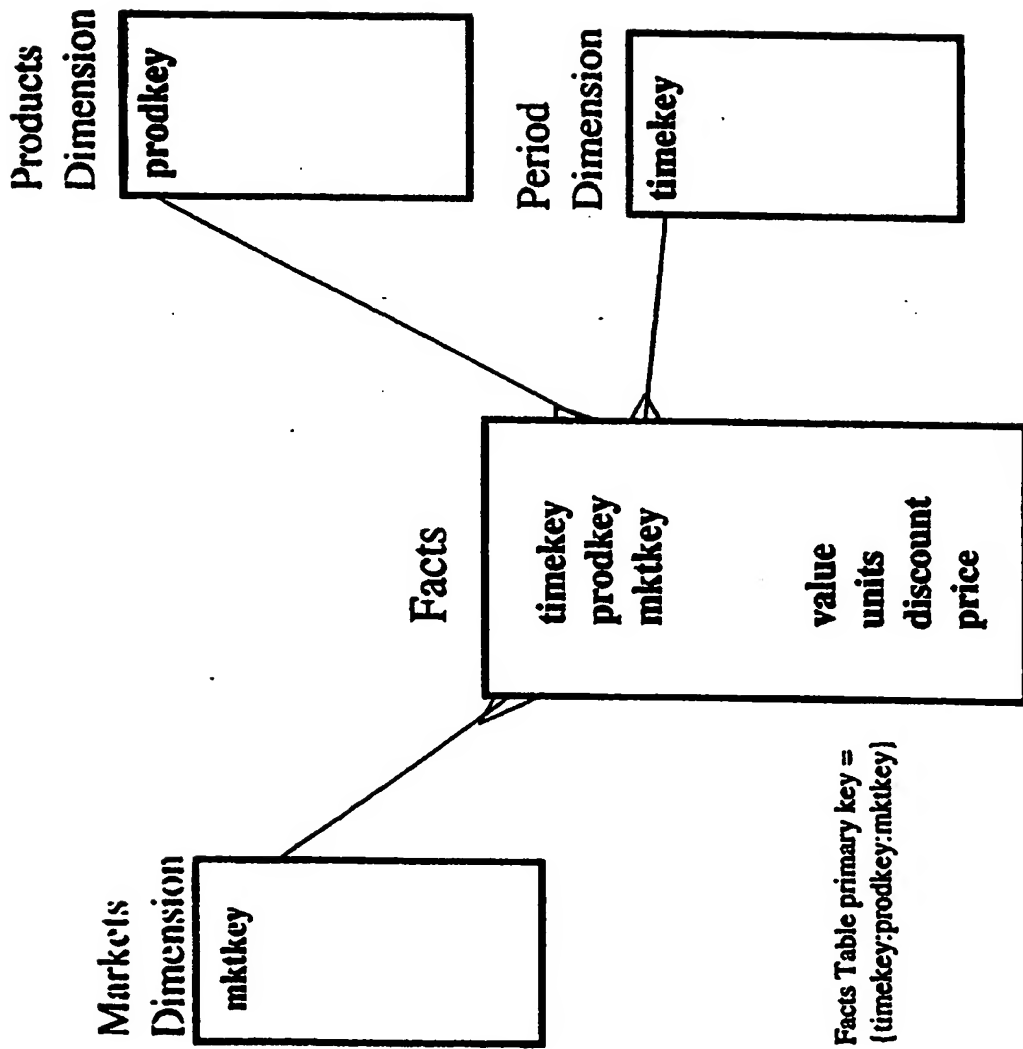 Markets
Dimension
mktkey
Facts
timekey
prodkey
mktkey
value
units
discount
price
Products
Dimension
prodkey
Period
Dimension
timekey
Facts Table primary key =
{timekey:prodkey:mktkey}